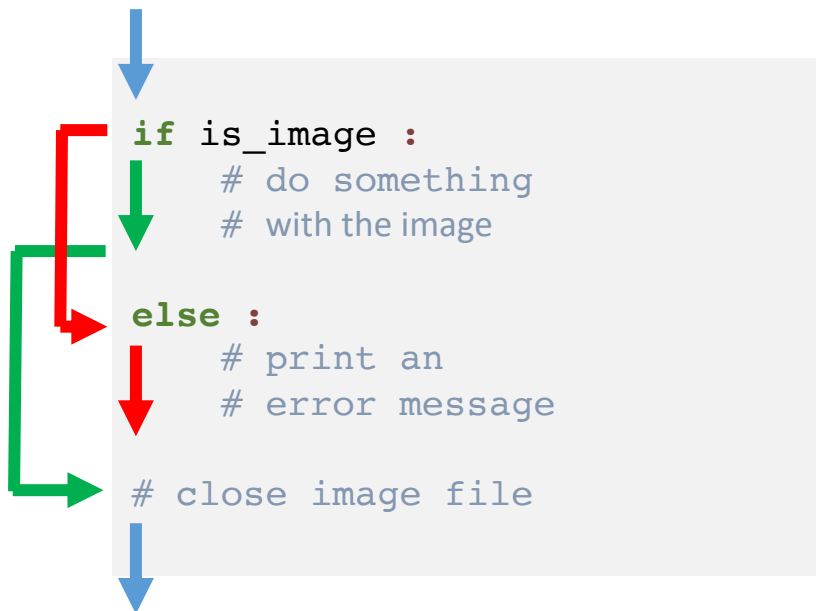 if is_image :
# do something
# with the image
else :
# print an
# error message
# close image file